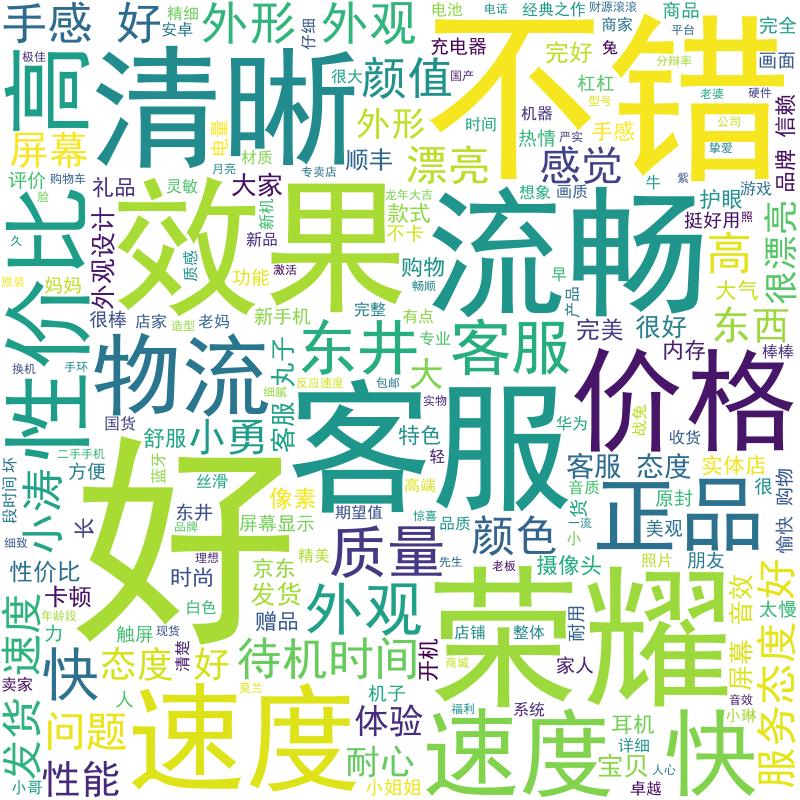 手感 好
安卓
精细
外形
外观
仔细
电池
电话
经典之作
财源滚滚
商品
商家
平台
完全
极佳
高
清晰
很大
颜值
充电器
不错
完好
兔
国产
分辩率
画面
杠杠
型号
老婆
硬件
屏幕
电量
外形
机器
时间
热情
严实
手感
公司
信赖
品牌
评价
购物车
材质
顺丰
漂亮
感觉
挚爱
月亮
专卖店
礼品
灵敏
大家
脸
性价比
外观设计
效果
新机
新品
龙年大吉
款式
不卡
想象
画质
牛
紫
护眼
游戏
挺好用
照
很漂亮
流畅
久
原装
妈妈
质感
功能
激活
购物
畅顺
早
产品
高
大气
很棒
店家
造型
老妈
新手机
完整
有点
专业
完美
很好
东西
换机
手环
物流
东井
丸子
细腻
反应速度
包邮
大
客服
内存
棒棒
价格
国货
二手手机
舒服
小勇
客服
客服
实物
轻
特色
华为
战兔
收货
坏
段时间
方便
蓝牙
丝滑
高端
客服 态度
实体店
小涛
细致
长
好
东井
品牌
像素
屏幕显示
期望值
惊喜
品质
音质
货
一流
小
原封
正品
美观
很
购物
愉快
性价比
时尚
理想
精美
质量
先生
颜色
老板
摄像头
照片
朋友
卡顿
年龄段
白色
京东
发货
赠品
外观
荣耀
音效
好
太慢
速度
力
触屏
现货
清楚
待机时间
开机
店铺
整体
耐用
家人
商城
屏幕
服务态度
卖家
快
态度 好
人
莫兰
机子
福利
系统
音效
小琳
发货
问题
速度
体验
速度
耳机
详细
快
性能
小哥
耐心
小姐姐
宝贝
人心
卓越